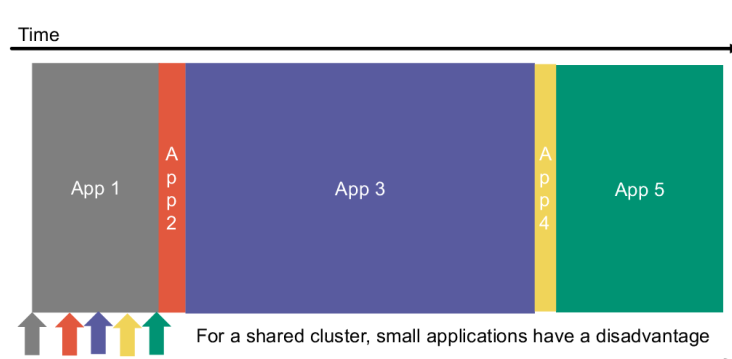 Time
App 1
App2
App 3
App4
App 5
For a shared cluster, small applications have a disadvantage